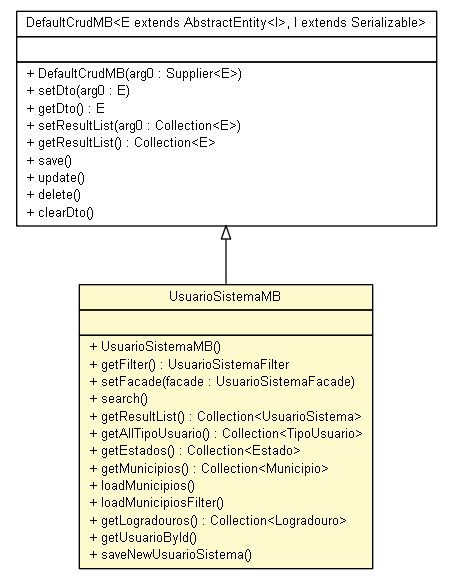 DefaultCrudMB<E extends AbstractEntity<I>, I extends Serializable>
+ DefaultCrudMB(arg0 : Supplier<E>)
+ setDto(arg0 : E)
+ getDto() : E
+ setResultList(arg0 : Collection<E>)
+ getResultList() : Collection<E>
+ save()
+ update()
+ delete()
+ clearDto()
UsuarioSistemaMB
+ UsuarioSistemaMB()
+ getFilter() : UsuarioSistemaFilter
+ setFacade(facade : UsuarioSistemaFacade)
+ search()
+ getResultList() : Collection<UsuarioSistema>
+ getAllTipoUsuario() : Collection<TipoUsuario>
+ getEstados() : Collection<Estado>
+ getMunicipios() : Collection<Municipio>
+ loadMunicipios()
+ loadMunicipiosFilter()
+ getLogradouros() : Collection<Logradouro>
+ getUsuarioById()
+ saveNewUsuarioSistema()